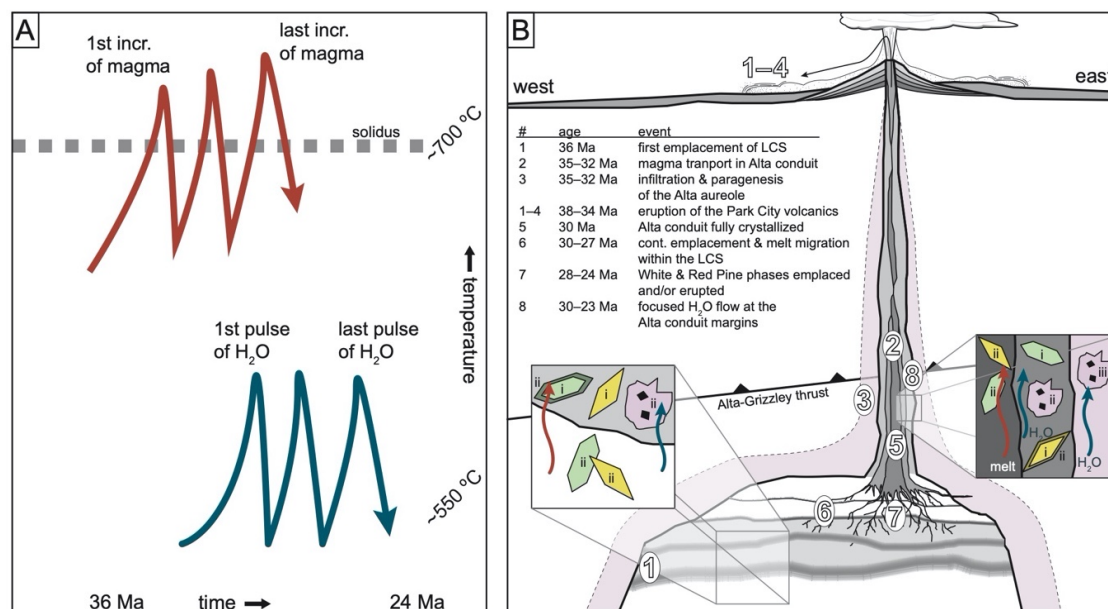 A
1st incr.
of magma
last incr.
of magma
solidus
~700 °C
temperature
1st pulse
of H2O
last pulse
of H2O
~550 °C
36 Ma
time
24 Ma
B
1–4
west
east
# age event
1 36 Ma first emplacement of LCS
2 35–32 Ma magma tranport in Alta conduit
3 35–32 Ma infiltration & paragenesis
of the Alta aureole
1–4 38–34 Ma eruption of the Park City volcanics
5 30 Ma Alta conduit fully crystallized
6 30–27 Ma cont. emplacement & melt migration
within the LCS
7 28–24 Ma White & Red Pine phases emplaced
and/or erupted
8 30–23 Ma focused H2O flow at the
Alta conduit margins
2
8
3
Alta-Grizzley thrust
5
6
7
1
ii
i
i
ii
ii
ii
ii
i
ii
ii
iii
i
ii
H2O
melt
H2O